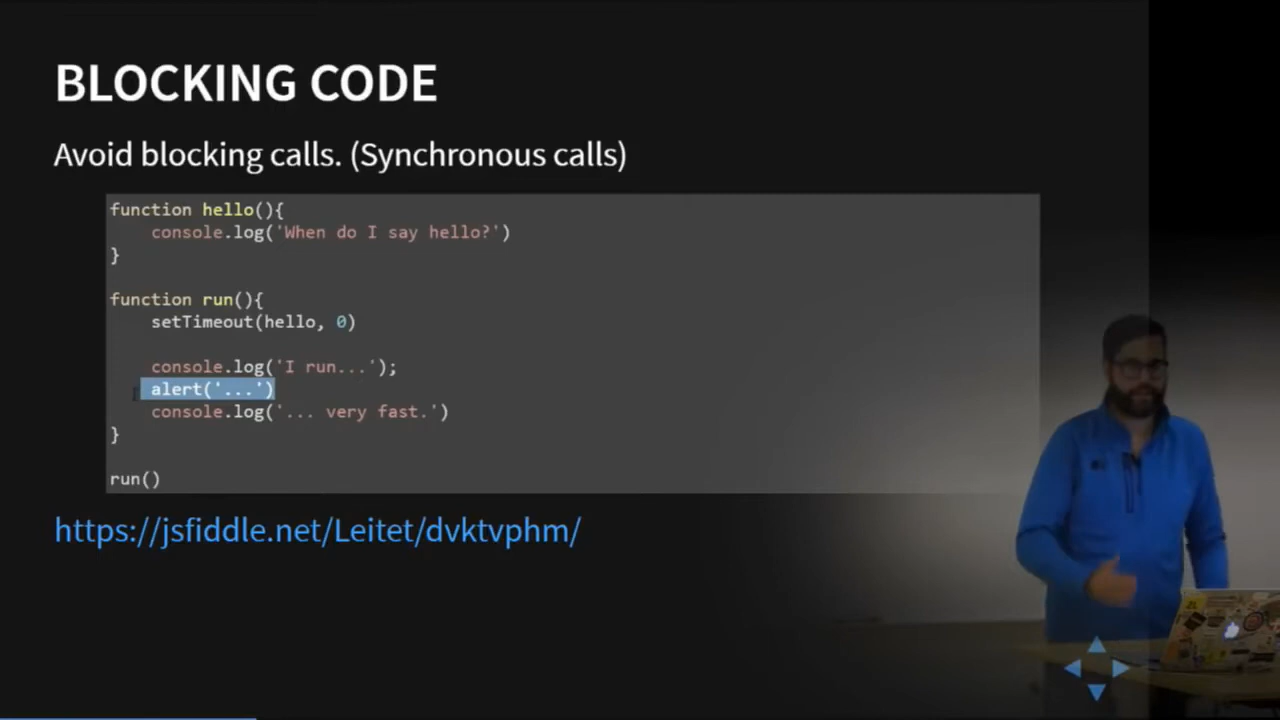 BLOCKING CODE
Avoid blocking calls. (Synchronous calls)
function hello(){
    console.log('When do I say hello?')
}
function run(){
    setTimeout(hello, 0)
    console.log('I run...');
    alert('...')
    console.log('... very fast.')
}
run()
https://jsfiddle.net/Leitet/dvktvphm/